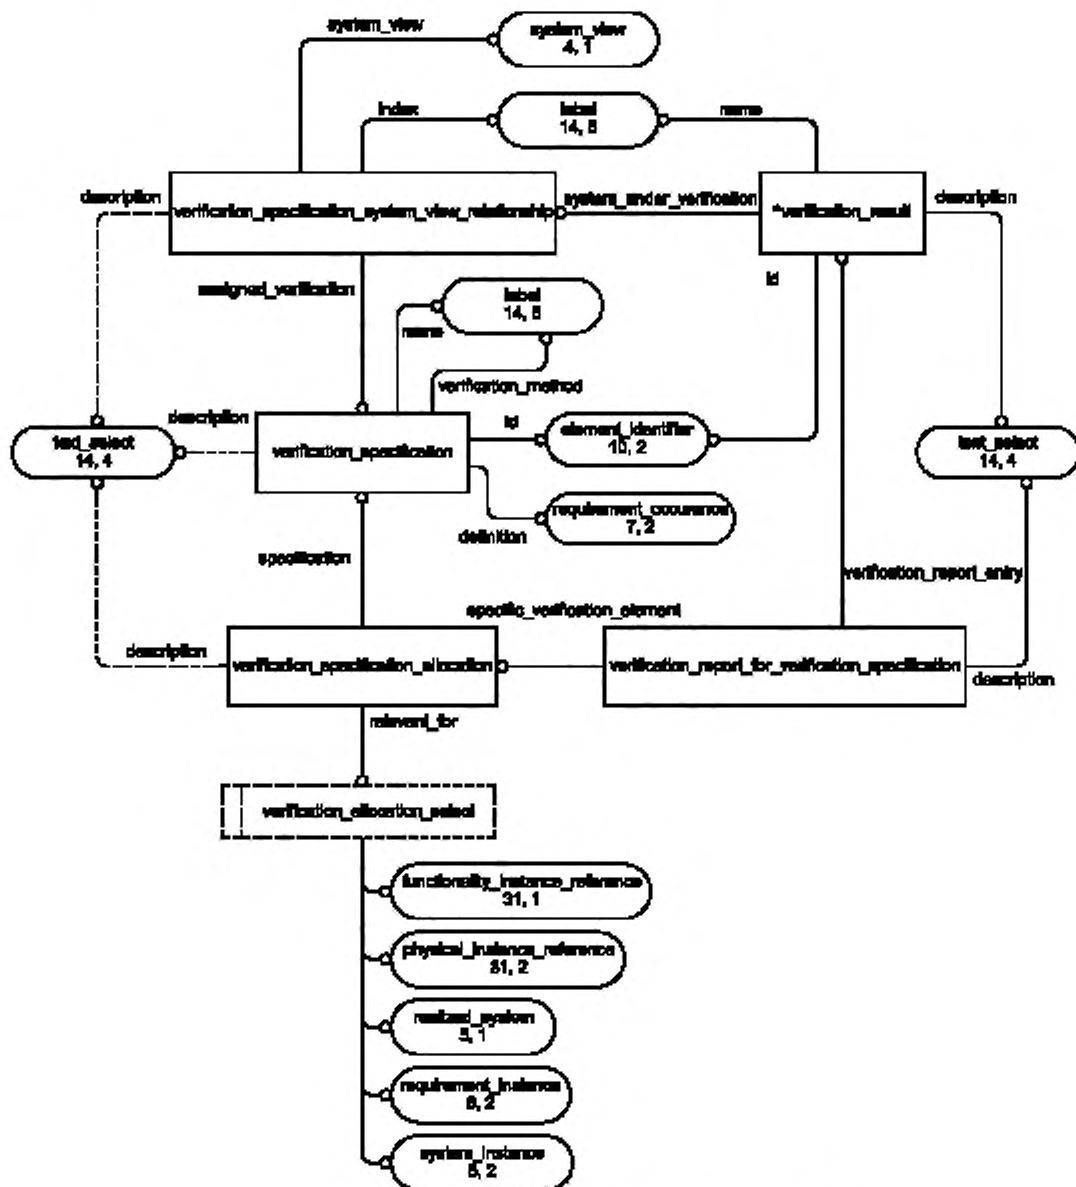 system_view
system_view
4, 1
index
label
14, 6
name
description
verification_specification_system_view_relationship
system_under_verification
*verification_result
description
assigned_verification
id
label
14, 6
name
verification_method
description
id
text_select
14, 4
verification_specification
element_identifier
10, 2
text_select
14, 4
requirement_occurence
7, 2
definition
specification
verification_report_entry
specific_verification_element
description
verification_specification_allocation
verification_report_for_verification_specification
description
relevant_for
verification_allocation_select
functionality_instance_reference
31, 1
physical_instance_reference
31, 2
realized_system
5, 1
requirement_instance
8, 2
system_instance
5, 2